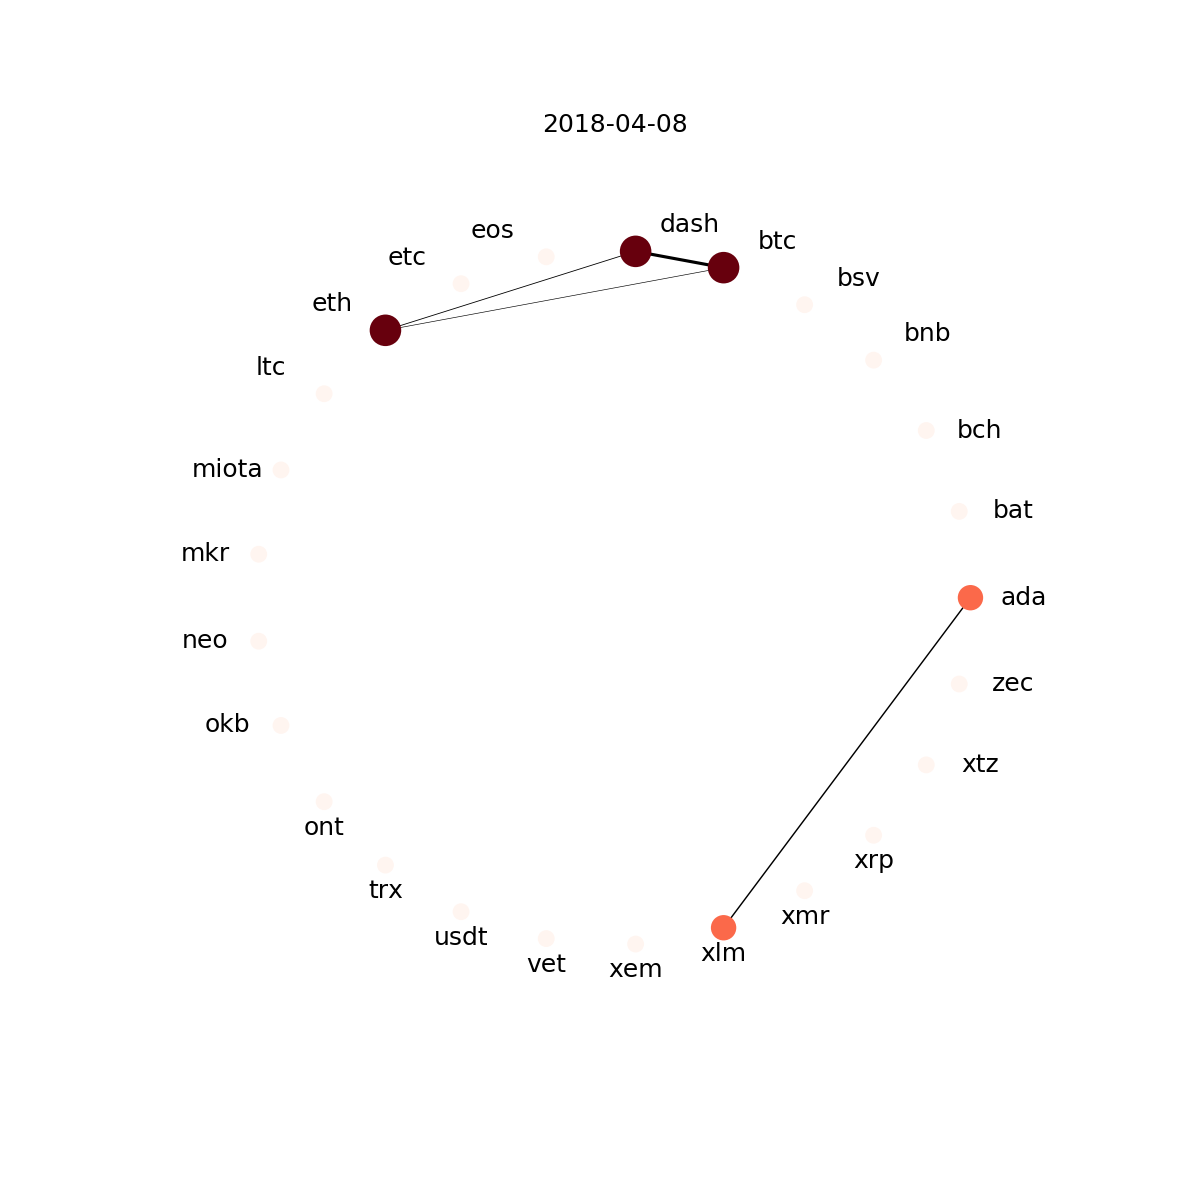 2018-04-08
dash
eos
btc
etc
bsv
eth
bnb
ltc
bch
miota
bat
mkr
ada
neo
zec
okb
xtz
ont
xrp
trx
xmr
usdt
xlm
vet
xem